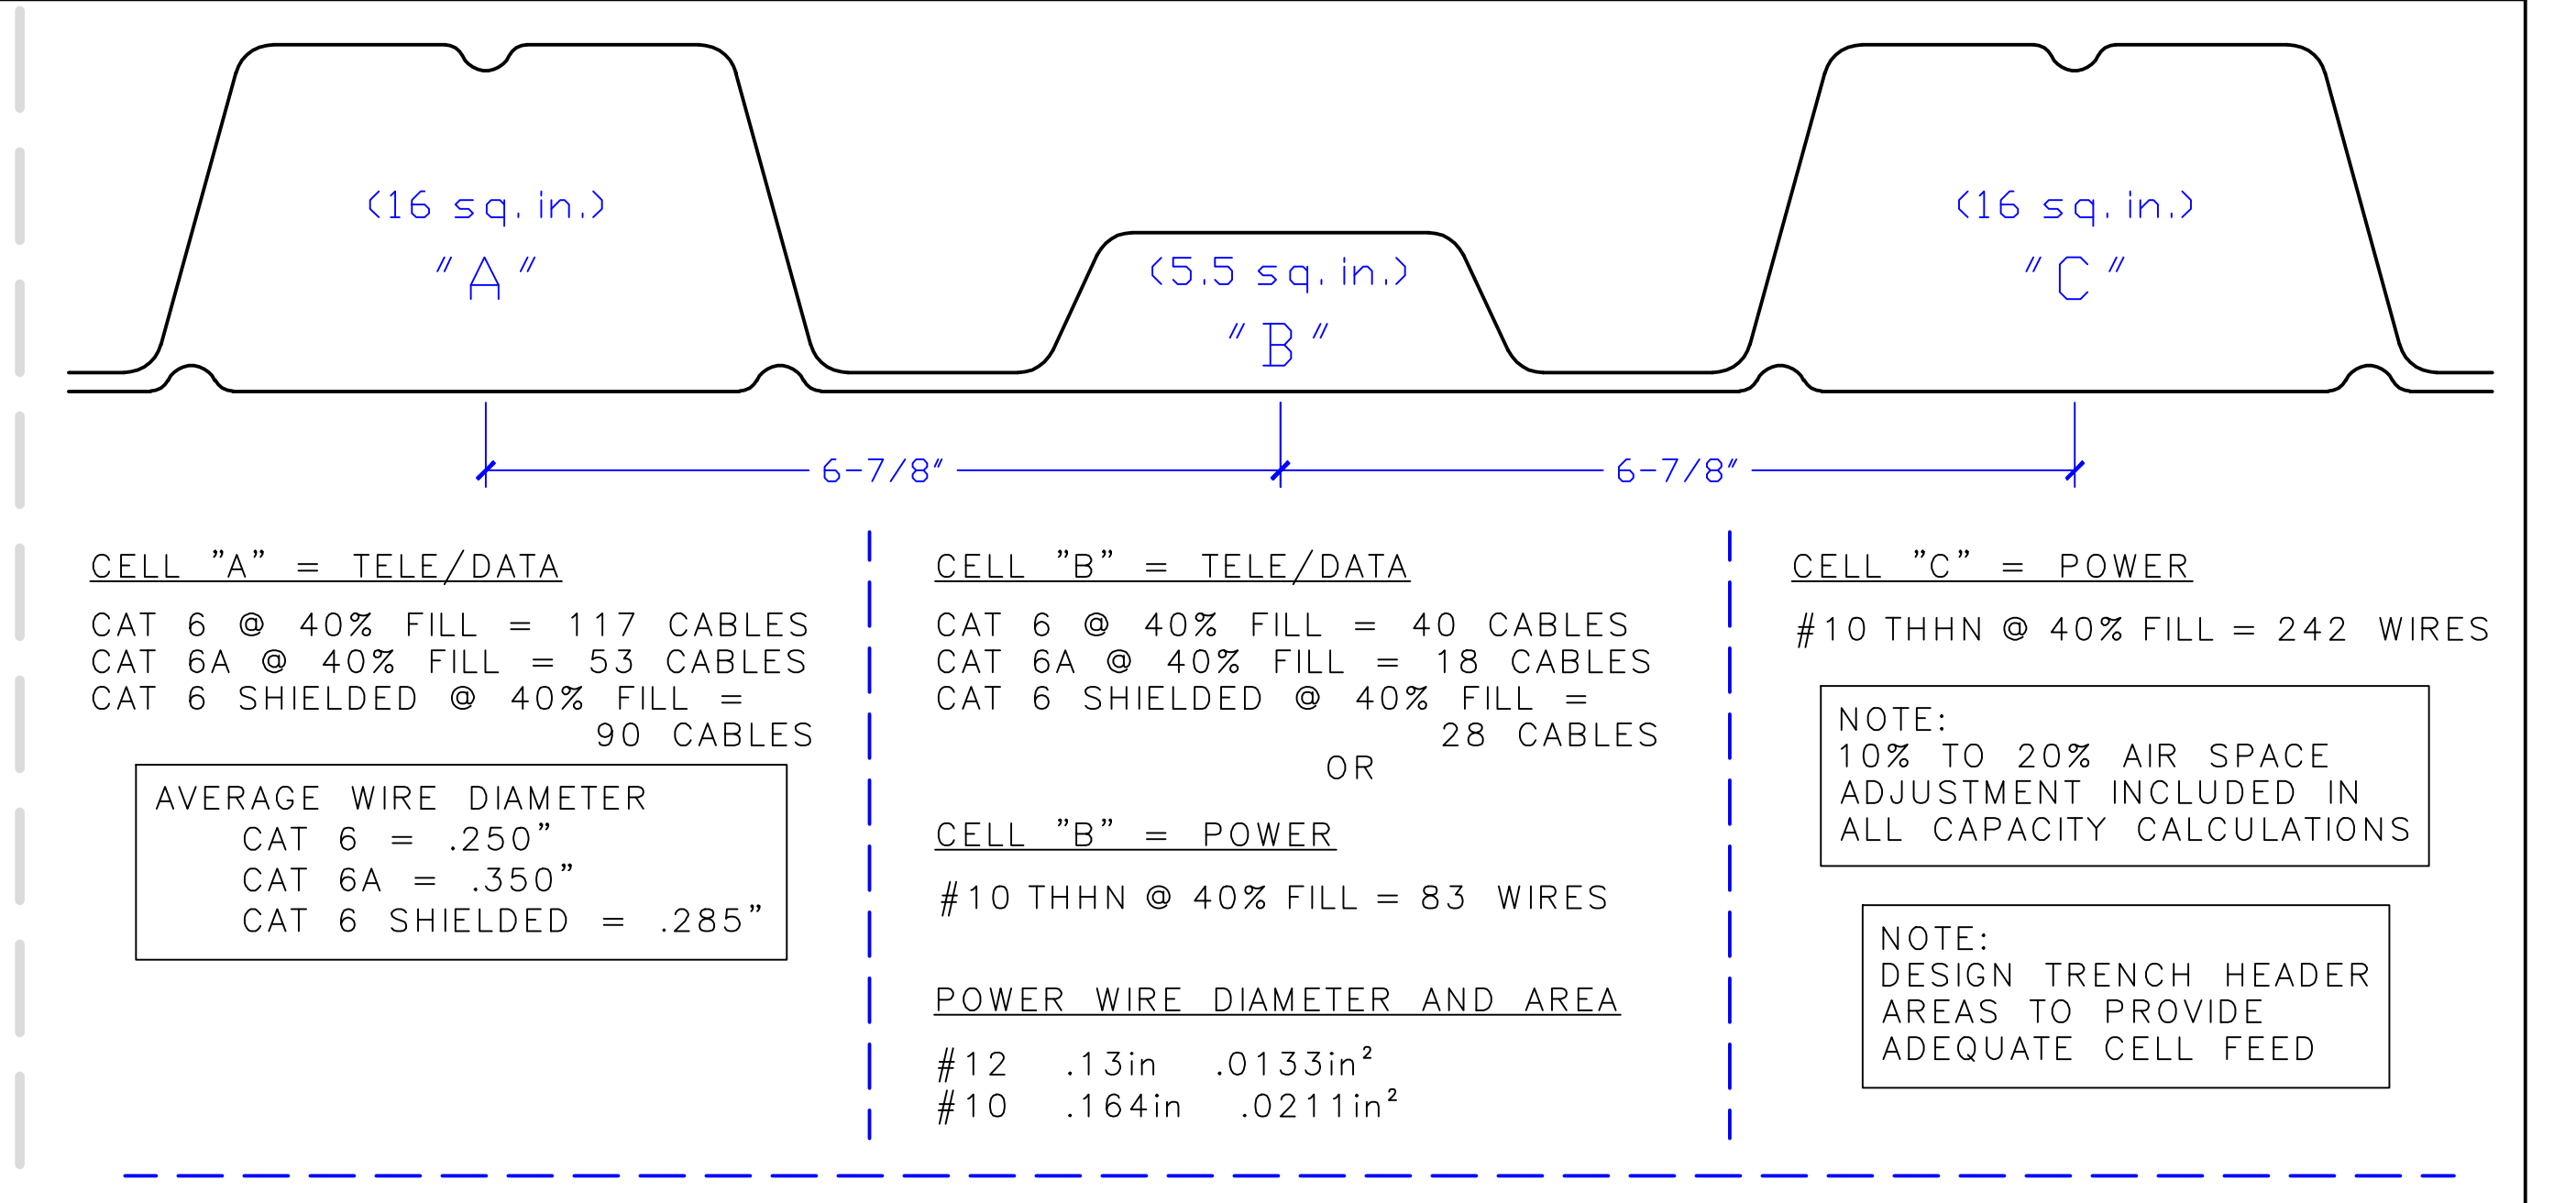 (16 sq. in.)
"A"
(5.5 sq. in.)
"B"
(16 sq. in.)
"C"
6-7/8"
6-7/8"
CELL "A" = TELE/DATA
CAT 6 @ 40% FILL = 117 CABLES
CAT 6A @ 40% FILL = 53 CABLES
CAT 6 SHIELDED @ 40% FILL =
90 CABLES
AVERAGE WIRE DIAMETER
CAT 6 = .250"
CAT 6A = .350"
CAT 6 SHIELDED = .285"
CELL "B" = TELE/DATA
CAT 6 @ 40% FILL = 40 CABLES
CAT 6A @ 40% FILL = 18 CABLES
CAT 6 SHIELDED @ 40% FILL =
28 CABLES
OR
CELL "B" = POWER
#10 THHN @ 40% FILL = 83 WIRES
POWER WIRE DIAMETER AND AREA
#12 .13in .0133in²
#10 .164in .0211in²
CELL "C" = POWER
#10 THHN @ 40% FILL = 242 WIRES
NOTE:
10% TO 20% AIR SPACE
ADJUSTMENT INCLUDED IN
ALL CAPACITY CALCULATIONS
NOTE:
DESIGN TRENCH HEADER
AREAS TO PROVIDE
ADEQUATE CELL FEED